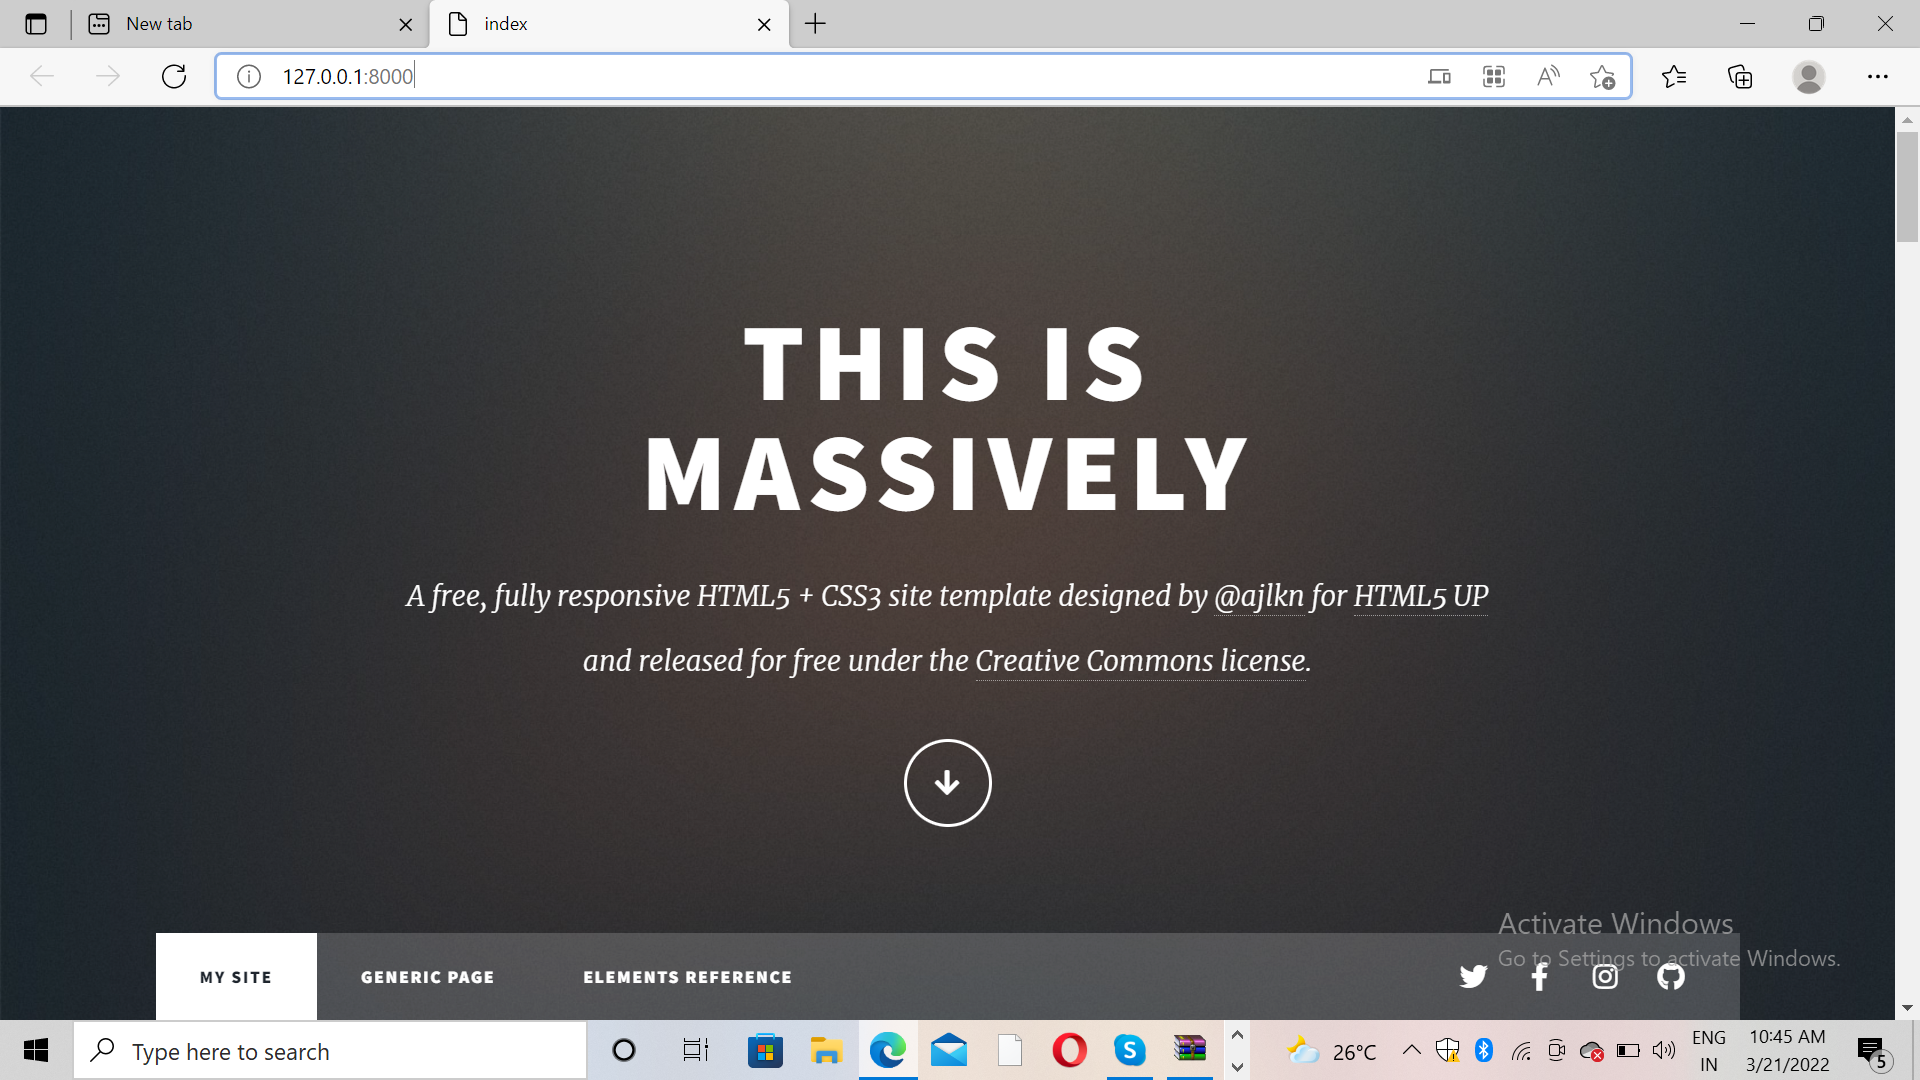 New tab
index
127.0.0.1:8000
THIS IS
MASSIVELY
A free, fully responsive HTML5 + CSS3 site template designed by @ajlkn for HTML5 UP
and released for free under the Creative Commons license.
Activate Windows
Go to Settings to activate Windows.
MY SITE
GENERIC PAGE
ELEMENTS REFERENCE
Type here to search
26°C
ENG
IN
10:45 AM
3/21/2022
5